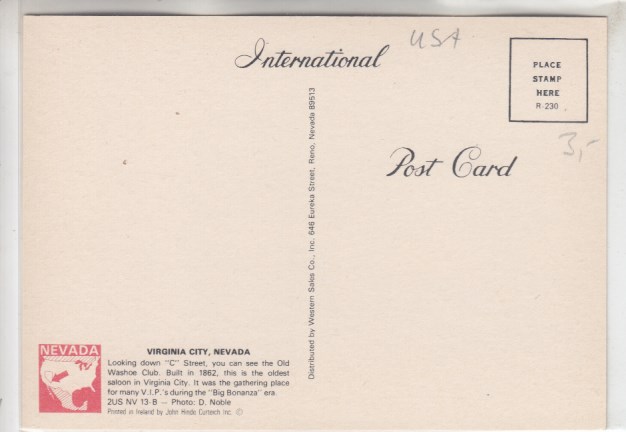 International
USA
PLACE
STAMP
HERE
R-230
3,-
Post Card
Distributed by Western Sales Co., Inc. 646 Eureka Street, Reno, Nevada 89513
NEVADA
VIRGINIA CITY, NEVADA
Looking down "C" Street, you can see the Old
Washoe Club. Built in 1862, this is the oldest
saloon in Virginia City. It was the gathering place
for many V.I.P.'s during the "Big Bonanza" era.
2US NV 13-B — Photo: D. Noble
Printed in Ireland by John Hinde Curteich Inc. ©